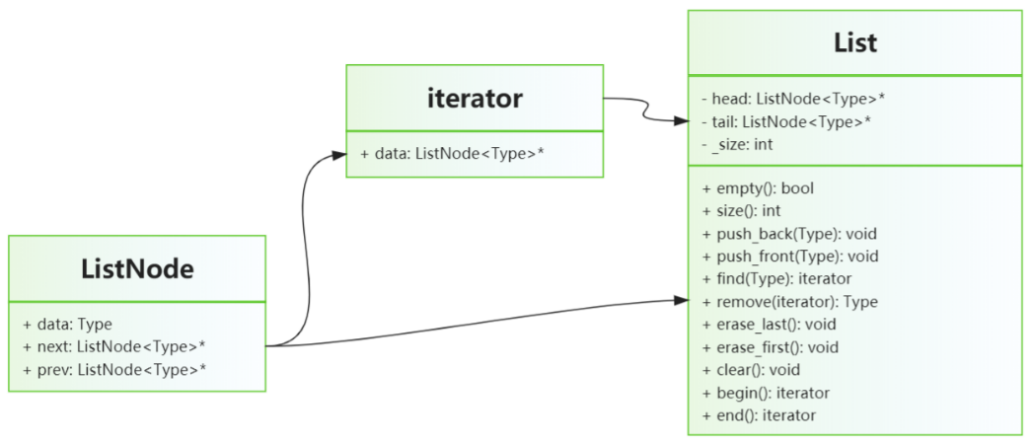 ListNode
+ data: Type
+ next: ListNode<Type>*
+ prev: ListNode<Type>*
iterator
+ data: ListNode<Type>*
List
- head: ListNode<Type>*
- tail: ListNode<Type>*
- _size: int
+ empty(): bool
+ size(): int
+ push_back(Type): void
+ push_front(Type): void
+ find(Type): iterator
+ remove(iterator): Type
+ erase_last(): void
+ erase_first(): void
+ clear(): void
+ begin(): iterator
+ end(): iterator